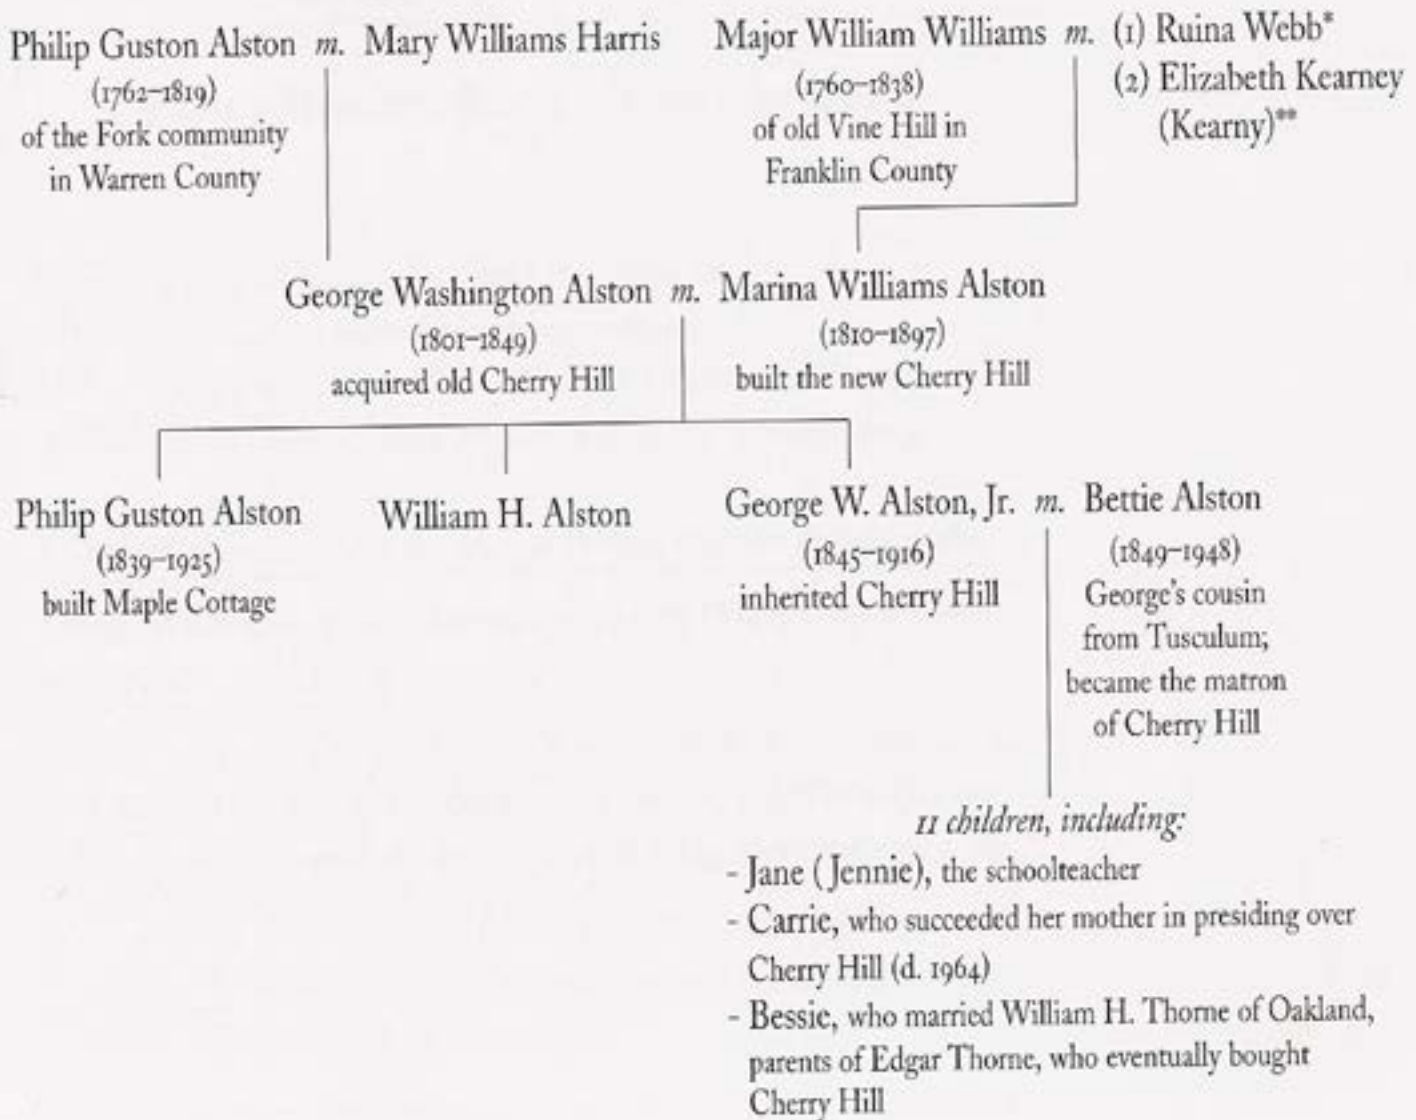 Philip Guston Alston m. Mary Williams Harris
(1762–1819)
of the Fork community
in Warren County
Major William Williams m. (1) Ruina Webb*
(2) Elizabeth Kearney
(Kearny)**
(1760–1838)
of old Vine Hill in
Franklin County
George Washington Alston m. Marina Williams Alston
(1801–1849)
acquired old Cherry Hill
(1810–1897)
built the new Cherry Hill
Philip Guston Alston
(1839–1925)
built Maple Cottage
William H. Alston
George W. Alston, Jr. m. Bettie Alston
(1845–1916)
inherited Cherry Hill
(1849–1948)
George's cousin
from Tusculum;
became the matron
of Cherry Hill
11 children, including:
- Jane (Jennie), the schoolteacher
- Carrie, who succeeded her mother in presiding over
Cherry Hill (d. 1964)
- Bessie, who married William H. Thorne of Oakland,
parents of Edgar Thorne, who eventually bought
Cherry Hill